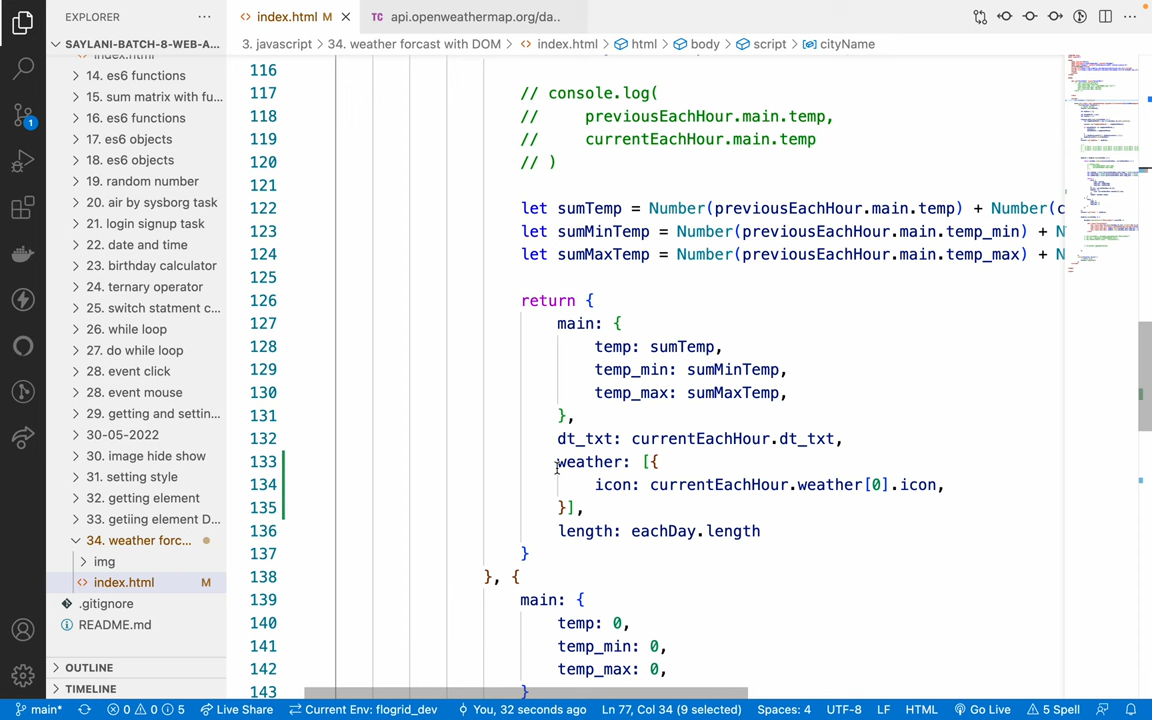 EXPLORER
index.html M
TC api.openweathermap.org/da..
SAYLANI-BATCH-8-WEB-A...
3. javascript > 34. weather forcast with DOM > index.html > html > body > script > cityName
index.html
14. es6 functions
15. sum matrix with fu...
16. es6 functions
17. es6 objects
18. es6 objects
19. random number
20. air by sysborg task
21. login signup task
22. date and time
23. birthday calculator
24. ternary operator
25. switch statment c...
26. while loop
27. do while loop
28. event click
28. event mouse
29. getting and settin...
30-05-2022
30. image hide show
31. setting style
32. getting element
33. getiing element D...
34. weather forc...
img
index.html M
.gitignore
README.md
OUTLINE
TIMELINE
1
116
117 // console.log(
118 // previousEachHour.main.temp,
119 // currentEachHour.main.temp
120 // )
121
122 let sumTemp = Number(previousEachHour.main.temp) + Number(c
123 let sumMinTemp = Number(previousEachHour.main.temp_min) + N
124 let sumMaxTemp = Number(previousEachHour.main.temp_max) + N
125
126 return {
127 main: {
128 temp: sumTemp,
129 temp_min: sumMinTemp,
130 temp_max: sumMaxTemp,
131 },
132 dt_txt: currentEachHour.dt_txt,
133 weather: [{
134 icon: currentEachHour.weather[0].icon,
135 }],
136 length: eachDay.length
137 }
138 }, {
139 main: {
140 temp: 0,
141 temp_min: 0,
142 temp_max: 0,
143 }
main* 0 0 5 Live Share Current Env: flogrid_dev You, 32 seconds ago Ln 77, Col 34 (9 selected) Spaces: 4 UTF-8 LF HTML Go Live 5 Spell